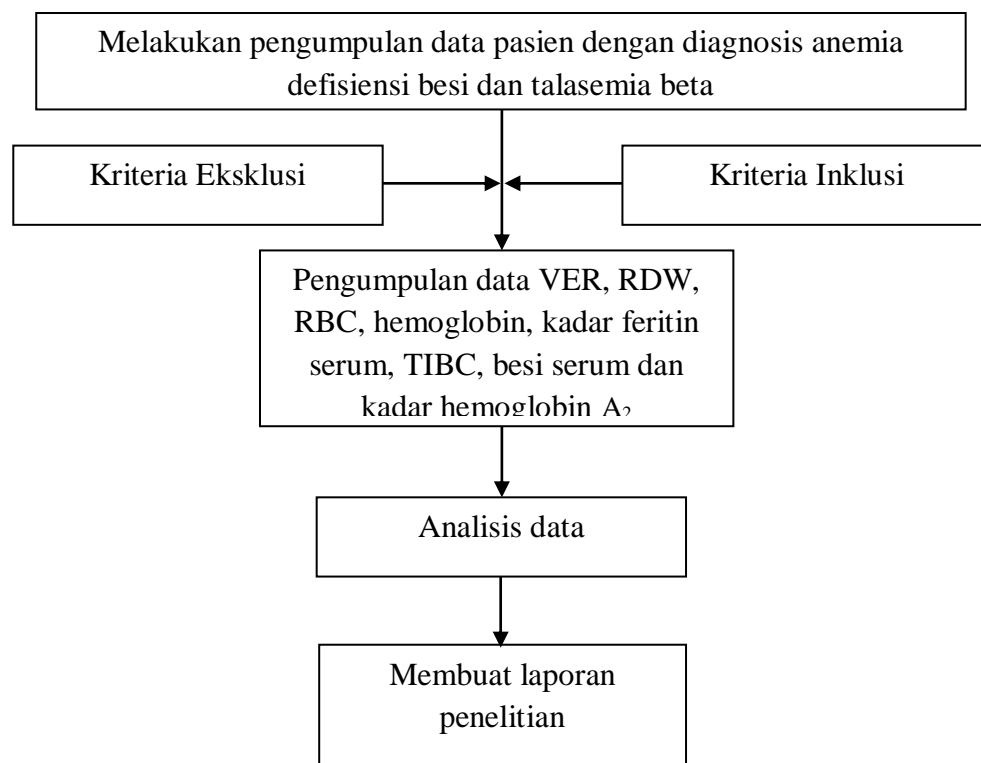 Melakukan pengumpulan data pasien dengan diagnosis anemia
defisiensi besi dan talasemia beta
Kriteria Eksklusi
Kriteria Inklusi
Pengumpulan data VER, RDW,
RBC, hemoglobin, kadar feritin
serum, TIBC, besi serum dan
kadar hemoglobin A₂
Analisis data
Membuat laporan
penelitian